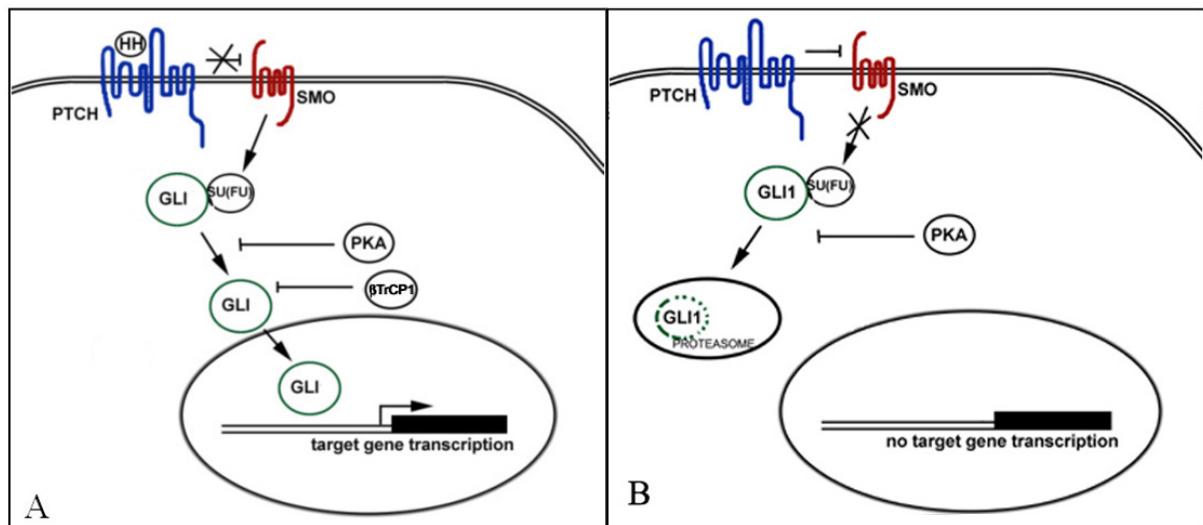 HH
PTCH
SMO
GLI
SU(FU)
PKA
βTrCP1
GLI
GLI
target gene transcription
A
PTCH
SMO
GLI1
SU(FU)
PKA
GLI1
PROTEASOME
no target gene transcription
B